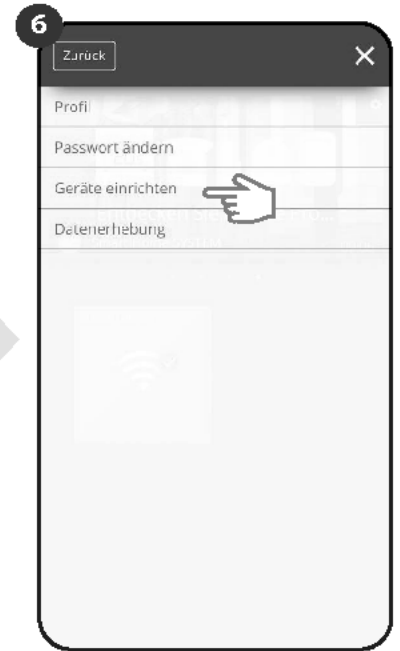 6
Zurück
Profil
Passwort ändern
Geräte einrichten
Datenerhebung